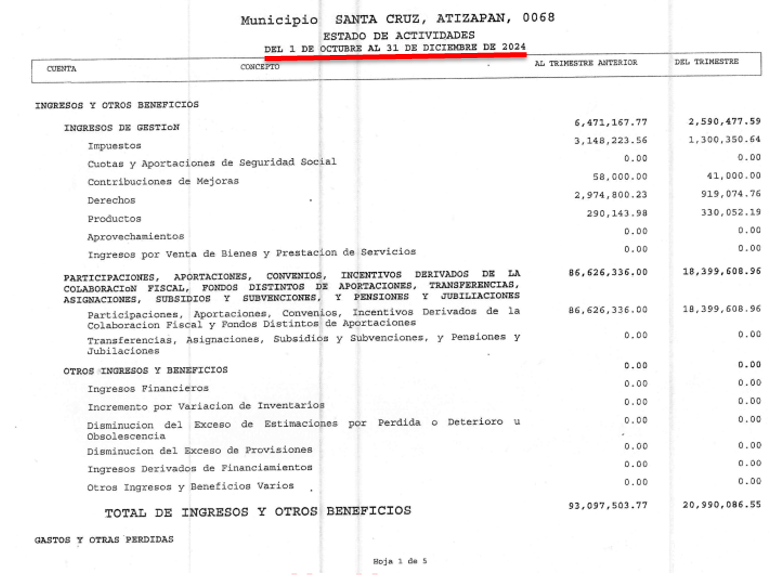 Municipio SANTA CRUZ, ATIZAPAN, 0068
ESTADO DE ACTIVIDADES
DEL 1 DE OCTUBRE AL 31 DE DICIEMBRE DE 2024
CUENTA CONCEPTO AL TRIMESTRE ANTERIOR DEL TRIMESTRE
INGRESOS Y OTROS BENEFICIOS
INGRESOS DE GESTIoN 6,471,167.77 2,590,477.59
Impuestos 3,148,223.56 1,300,350.64
Cuotas y Aportaciones de Seguridad Social 0.00 0.00
Contribuciones de Mejoras 58,000.00 41,000.00
Derechos 2,974,800.23 919,074.76
Productos 290,143.98 330,052.19
Aprovechamientos 0.00 0.00
Ingresos por Venta de Bienes y Prestacion de Servicios 0.00 0.00
PARTICIPACIONES, APORTACIONES, CONVENIOS, INCENTIVOS DERIVADOS DE LA 86,626,336.00 18,399,608.96
COLABORACIoN FISCAL, FONDOS DISTINTOS DE APORTACIONES, TRANSFERENCIAS,
ASIGNACIONES, SUBSIDIOS Y SUBVENCIONES, Y PENSIONES Y JUBILIACIONES
Participaciones, Aportaciones, Convenios, Incentivos Derivados de la 86,626,336.00 18,399,608.96
Colaboracion Fiscal y Fondos Distintos de Aportaciones
Transferencias, Asignaciones, Subsidios y Subvenciones, y Pensiones y 0.00 0.00
Jubilaciones
OTROS INGRESOS Y BENEFICIOS 0.00 0.00
Ingresos Financieros 0.00 0.00
Incremento por Variacion de Inventarios 0.00 0.00
Disminucion del Exceso de Estimaciones por Perdida o Deterioro u 0.00 0.00
Obsolescencia
Disminucion del Exceso de Provisiones 0.00 0.00
Ingresos Derivados de Financiamientos 0.00 0.00
Otros Ingresos y Beneficios Varios 0.00 0.00
TOTAL DE INGRESOS Y OTROS BENEFICIOS 93,097,503.77 20,990,086.55
GASTOS Y OTRAS PERDIDAS
Hoja 1 de 5